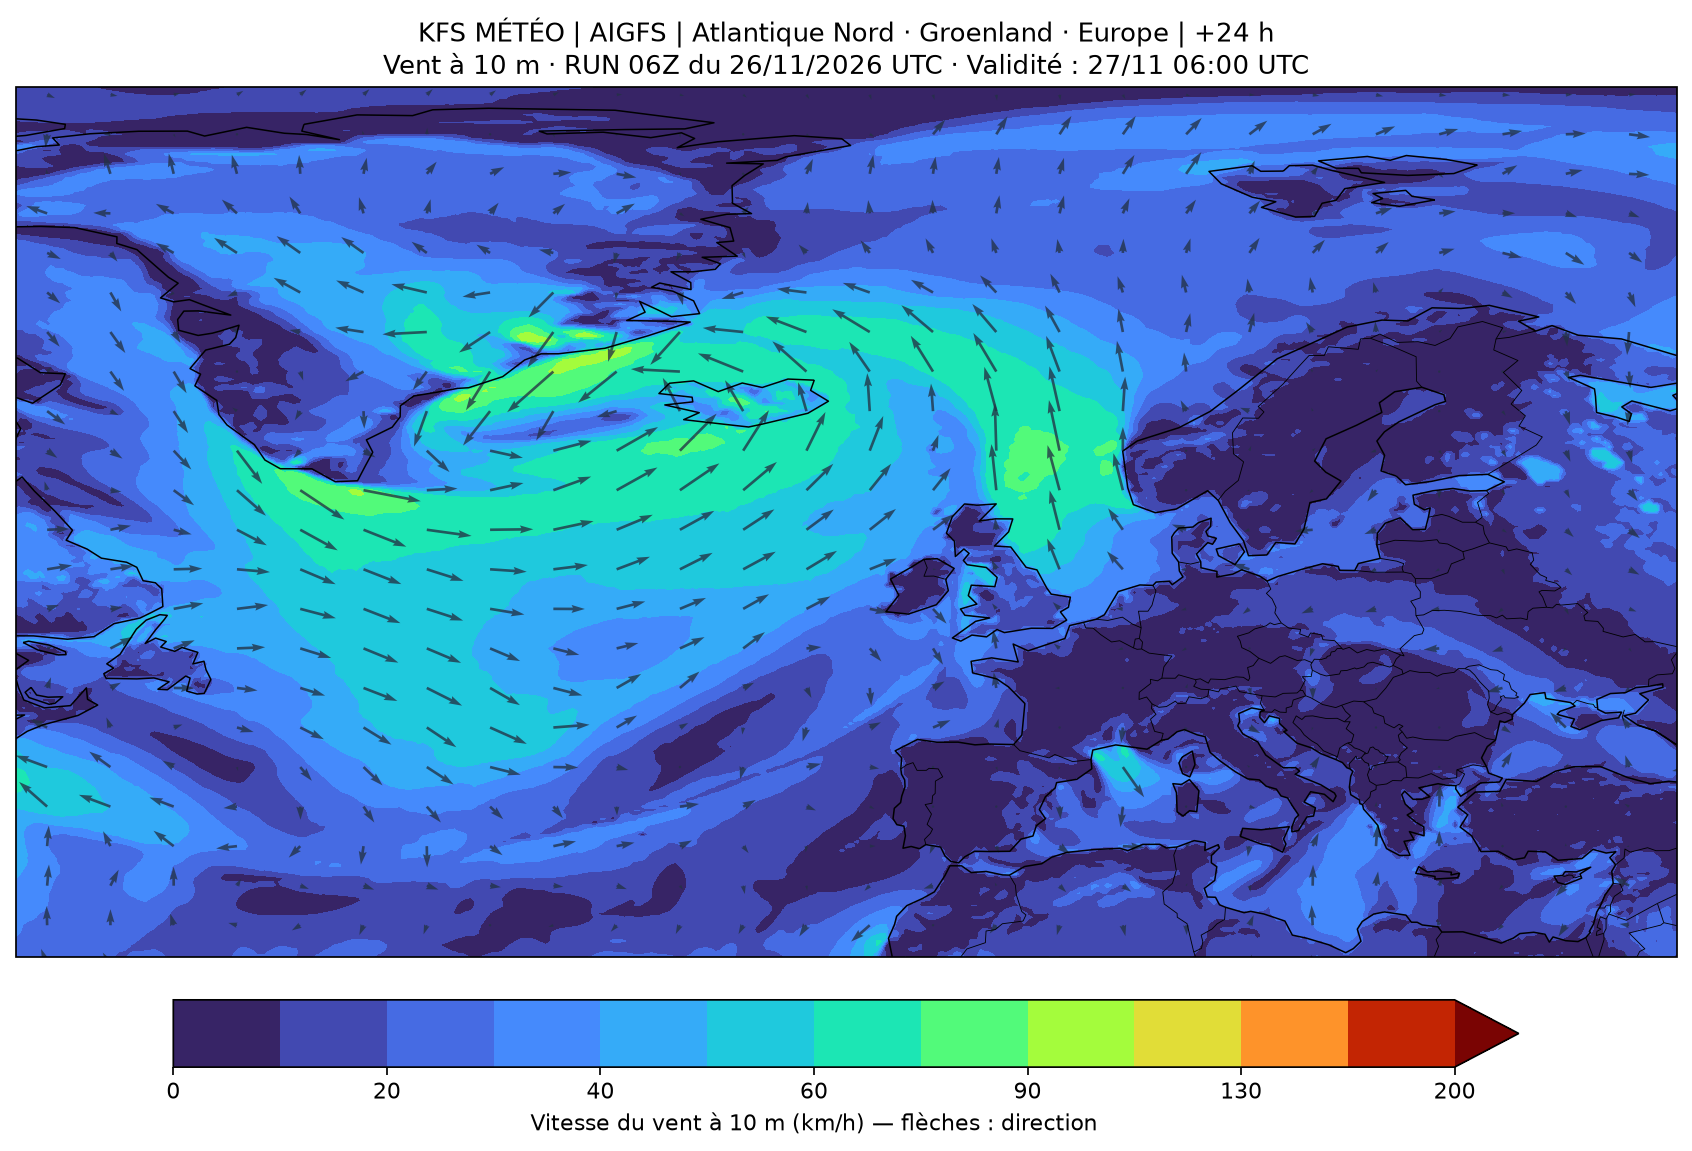 KFS MÉTÉO | AIGFS | Atlantique Nord · Groenland · Europe | +24 h
Vent à 10 m · RUN 06Z du 26/11/2026 UTC · Validité : 27/11 06:00 UTC
0 20 40 60 90 130 200
Vitesse du vent à 10 m (km/h) — flèches : direction